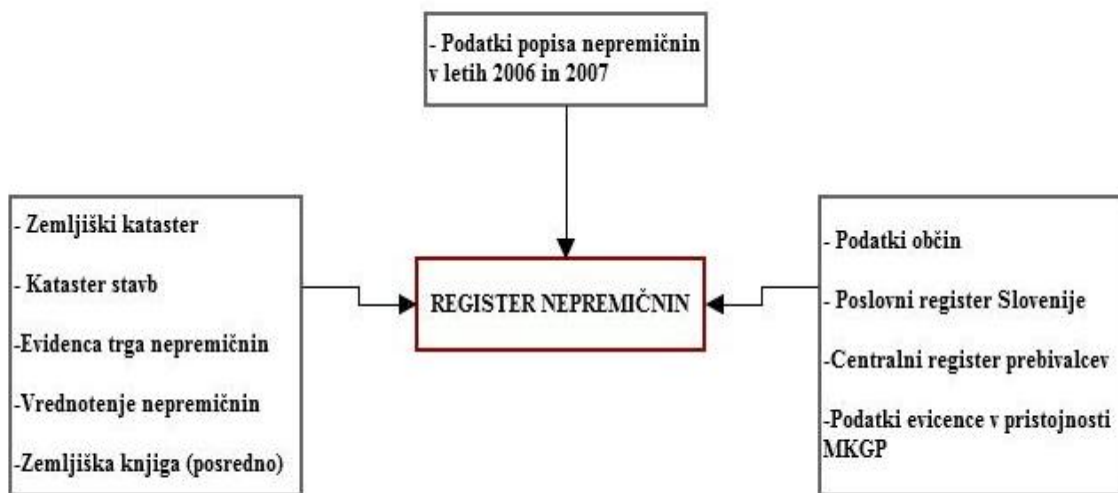 - Podatki popisa nepremičnin
v letih 2006 in 2007
- Zemljiški kataster
- Kataster stavb
-Evidenca trga nepremičnin
-Vrednotenje nepremičnin
-Zemljiška knjiga (posredno)
REGISTER NEPREMIČNIN
- Podatki občin
- Poslovni register Slovenije
-Centralni register prebivalcev
-Podatki evicence v pristojnosti
MKGP